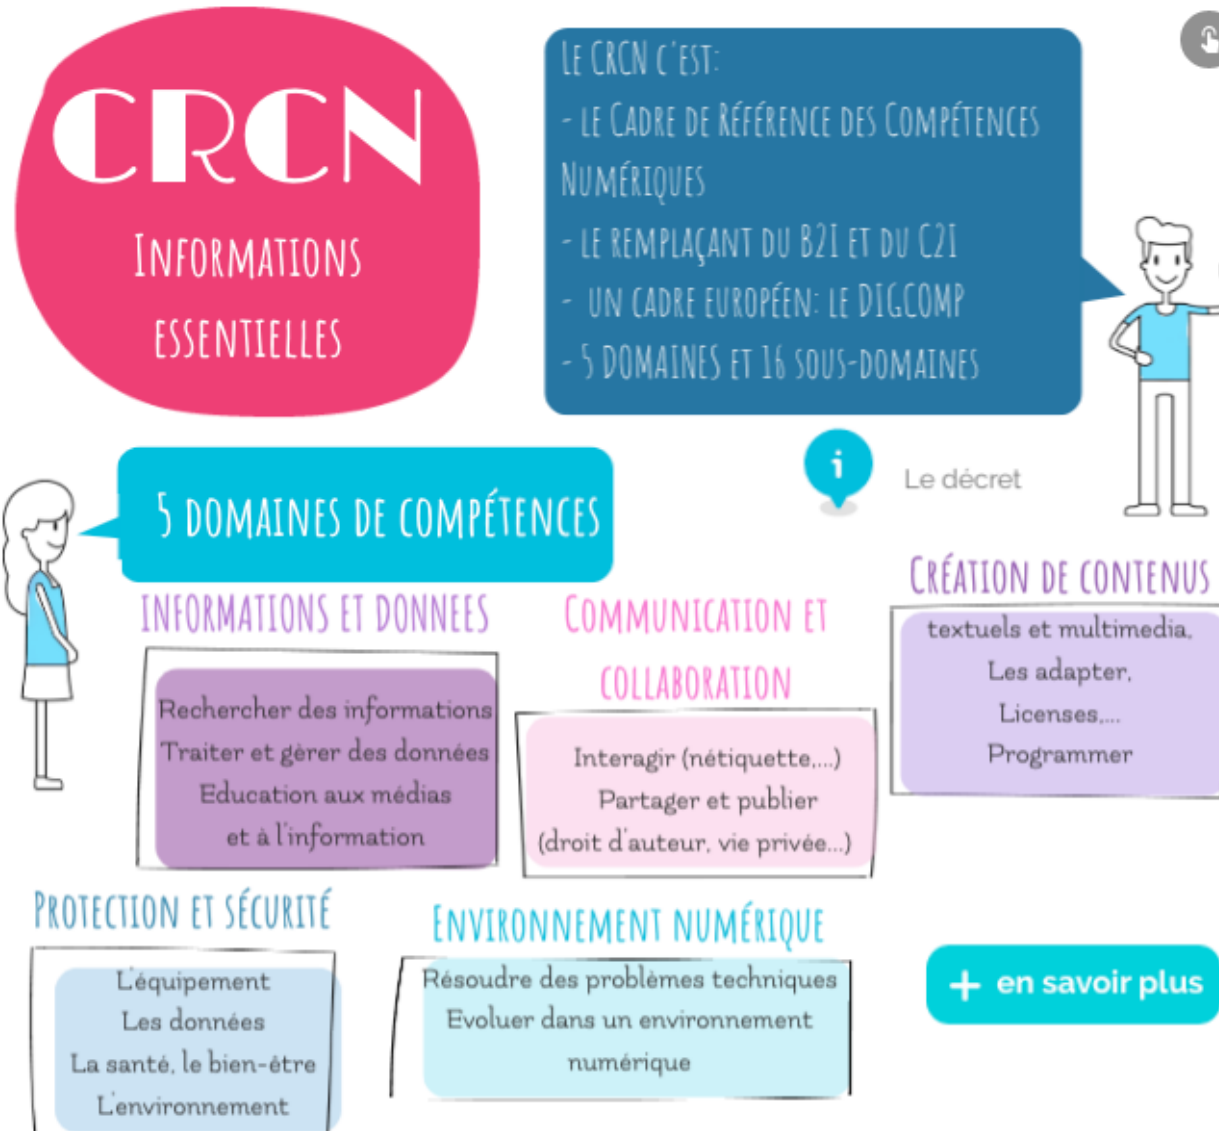 CRCN
Informations
essentielles
Le CRCN c'est:
- le Cadre de Référence des Compétences
Numériques
- le remplaçant du B2I et du C2I
- un cadre européen: le DIGCOMP
- 5 DOMAINES et 16 sous-domaines
i
Le décret
5 domaines de compétences
INFORMATIONS ET DONNEES
Rechercher des informations
Traiter et gèrer des données
Education aux médias
et à l'information
Communication et
collaboration
Interagir (nétiquette,...)
Partager et publier
(droit d'auteur, vie privée...)
Création de contenus
textuels et multimedia,
Les adapter,
Licenses,...
Programmer
Protection et sécurité
L'équipement
Les données
La santé, le bien-être
L'environnement
Environnement numérique
Résoudre des problèmes techniques
Evoluer dans un environnement
numérique
+ en savoir plus